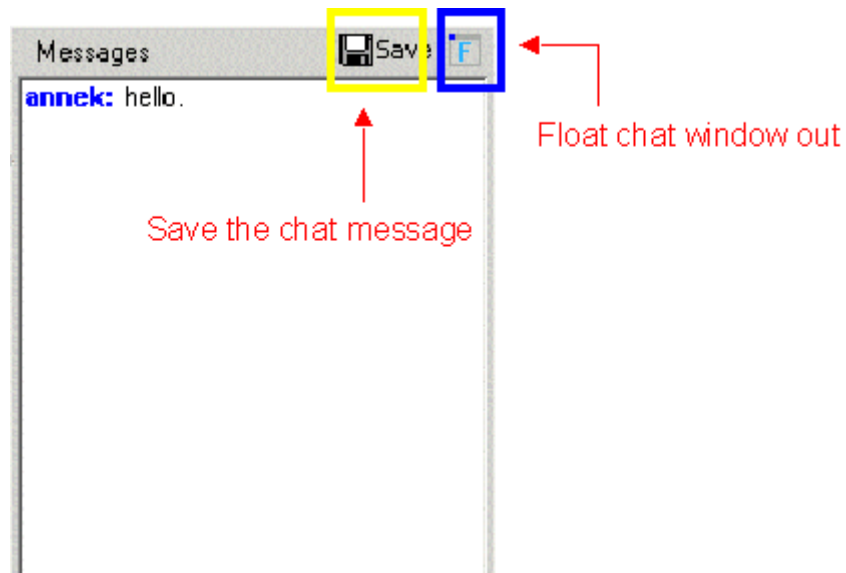 Messages Save F
annek: hello.
Float chat window out
Save the chat message